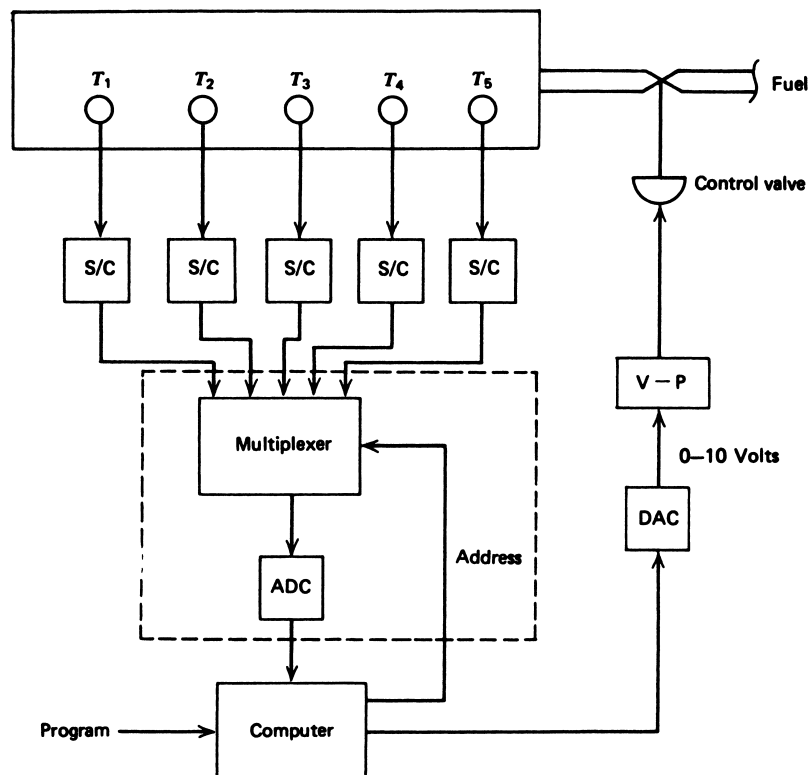 T₁ T₂ T₃ T₄ T₅
Fuel
Control valve
S/C S/C S/C S/C S/C
V – P
Multiplexer
0–10 Volts
DAC
Address
ADC
Program
Computer